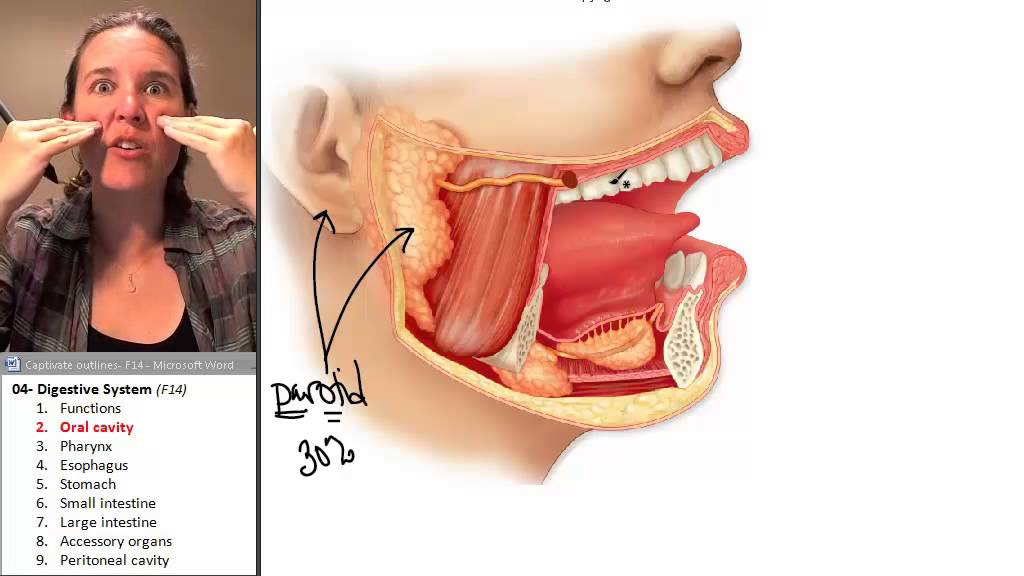 Captivate outlines- F14 - Microsoft Word
04- Digestive System (F14)
1. Functions
2. Oral cavity
3. Pharynx
4. Esophagus
5. Stomach
6. Small intestine
7. Large intestine
8. Accessory organs
9. Peritoneal cavity
parotid
30%
*